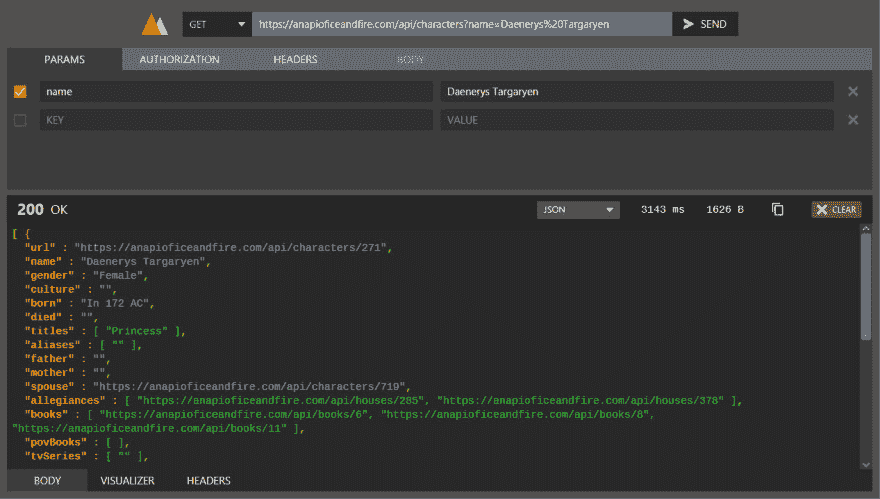 GET https://anapioficeandfire.com/api/characters?name=Daenerys%20Targaryen SEND
PARAMS AUTHORIZATION HEADERS BODY
name Daenerys Targaryen
KEY VALUE
200 OK JSON 3143 ms 1626 B CLEAR
[ {
"url" : "https://anapioficeandfire.com/api/characters/271",
"name" : "Daenerys Targaryen",
"gender" : "Female",
"culture" : "",
"born" : "In 172 AC",
"died" : "",
"titles" : [ "Princess" ],
"aliases" : [ "" ],
"father" : "",
"mother" : "",
"spouse" : "https://anapioficeandfire.com/api/characters/719",
"allegiances" : [ "https://anapioficeandfire.com/api/houses/285", "https://anapioficeandfire.com/api/houses/378" ],
"books" : [ "https://anapioficeandfire.com/api/books/6", "https://anapioficeandfire.com/api/books/8",
"https://anapioficeandfire.com/api/books/11" ],
"povBooks" : [ ],
"tvSeries" : [ "" ],
BODY VISUALIZER HEADERS